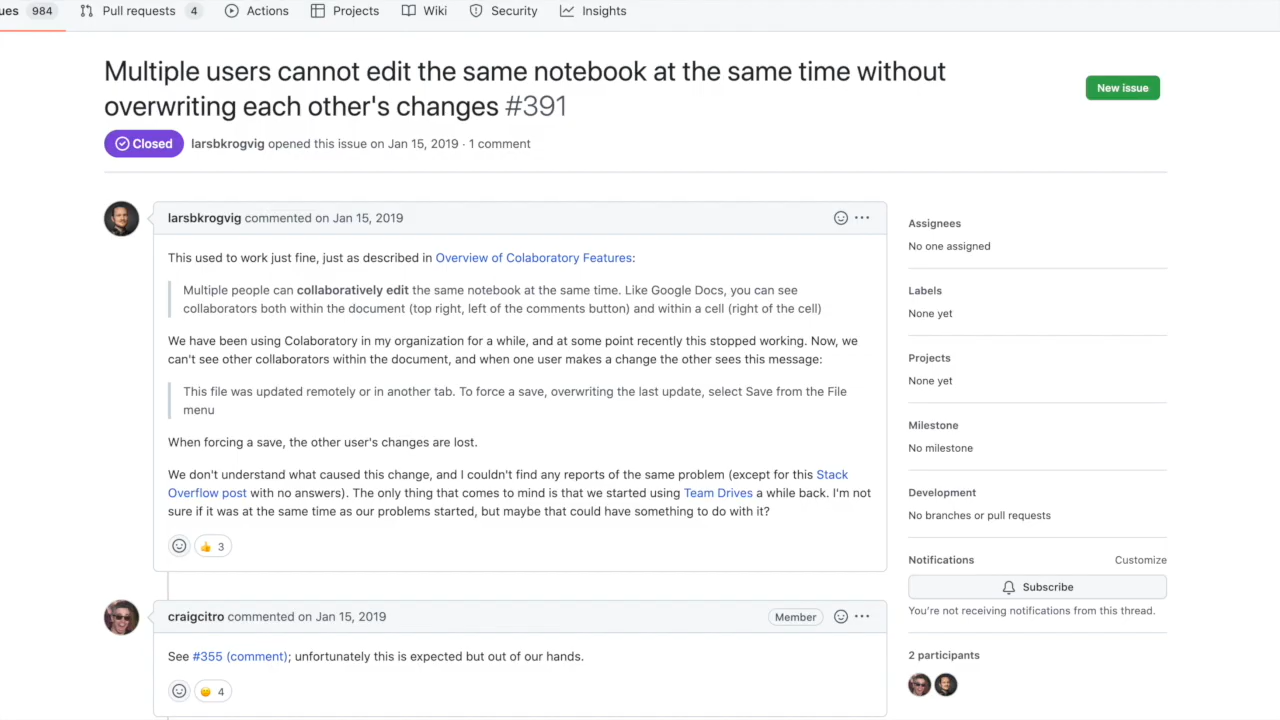 ues 984 Pull requests 4 Actions Projects Wiki Security Insights
Multiple users cannot edit the same notebook at the same time without
overwriting each other's changes #391
New issue
Closed larsbkrogvig opened this issue on Jan 15, 2019 · 1 comment
larsbkrogvig commented on Jan 15, 2019
This used to work just fine, just as described in Overview of Colaboratory Features:
Multiple people can collaboratively edit the same notebook at the same time. Like Google Docs, you can see
collaborators both within the document (top right, left of the comments button) and within a cell (right of the cell)
We have been using Colaboratory in my organization for a while, and at some point recently this stopped working. Now, we
can't see other collaborators within the document, and when one user makes a change the other sees this message:
This file was updated remotely or in another tab. To force a save, overwriting the last update, select Save from the File
menu
When forcing a save, the other user's changes are lost.
We don't understand what caused this change, and I couldn't find any reports of the same problem (except for this Stack
Overflow post with no answers). The only thing that comes to mind is that we started using Team Drives a while back. I'm not
sure if it was at the same time as our problems started, but maybe that could have something to do with it?
3
craigcitro commented on Jan 15, 2019 Member
See #355 (comment); unfortunately this is expected but out of our hands.
4
Assignees
No one assigned
Labels
None yet
Projects
None yet
Milestone
No milestone
Development
No branches or pull requests
Notifications Customize
Subscribe
You're not receiving notifications from this thread.
2 participants